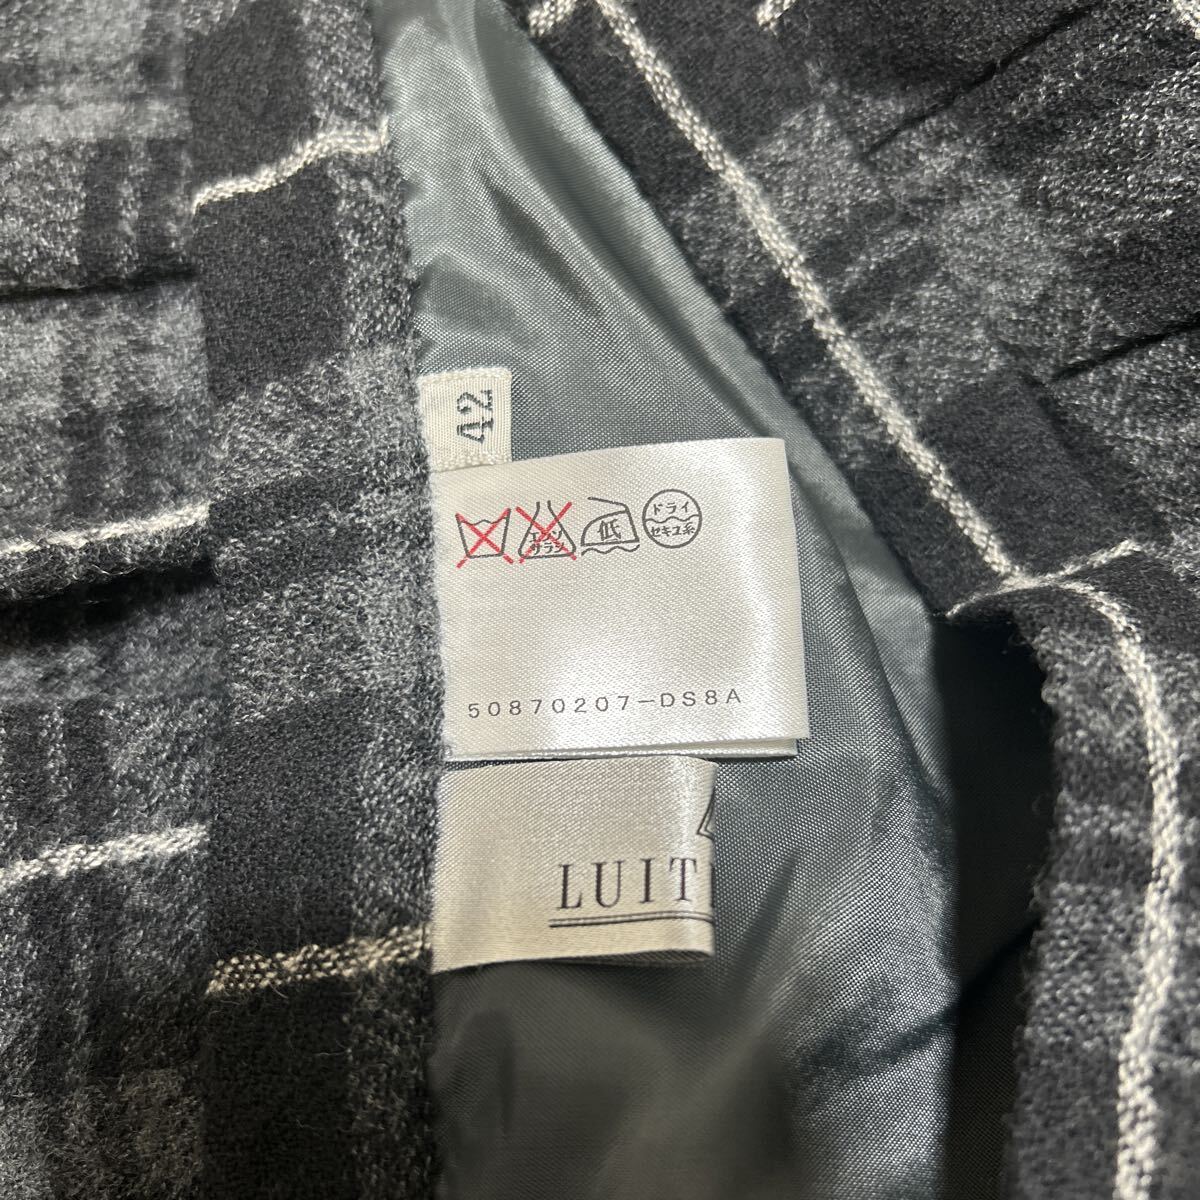 42
エンソ
サラシ
低
ドライ
セキユ系
50870207-DS8A
LUIT